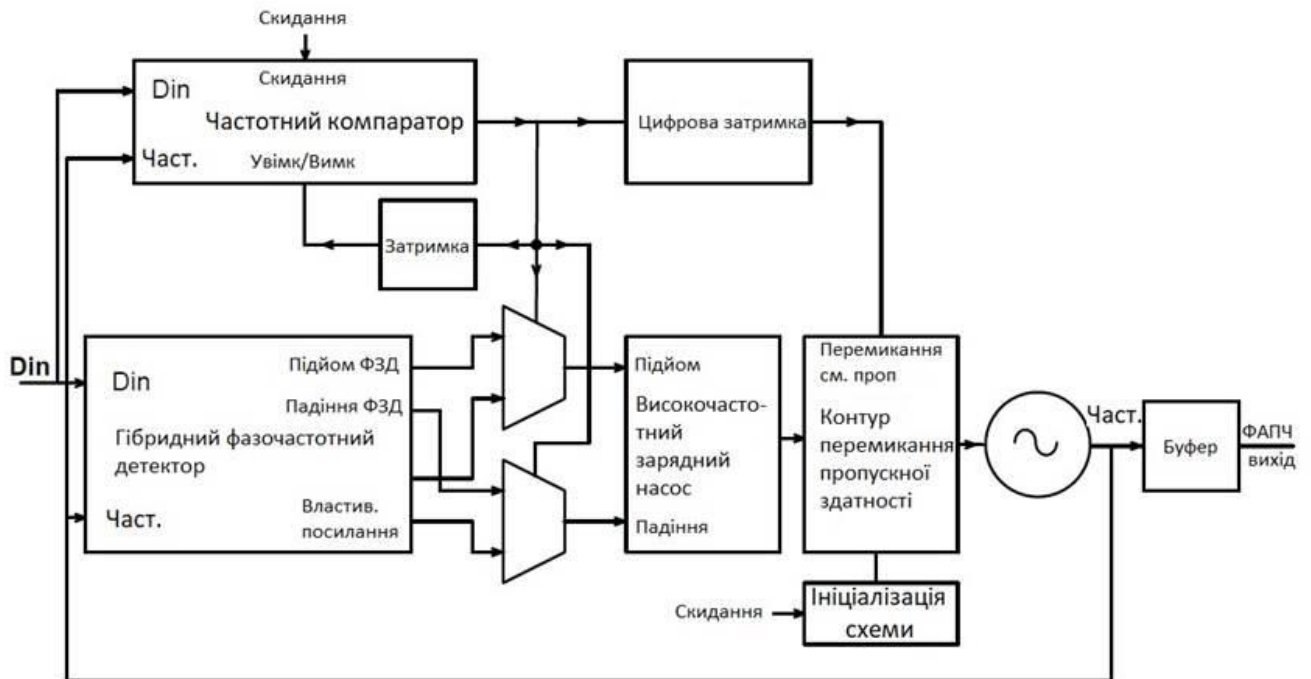 Скидання
Din
Скидання
Частотний компаратор
Част.
Увімк/Вимк
Цифрова затримка
Затримка
Din
Din
Підйом ФЗД
Падіння ФЗД
Гібридний фазочастотний
детектор
Част.
Властив.
посилання
Підйом
Високочасто-
тний
зарядний
насос
Падіння
Перемикання
см. проп
Контур
перемикання
пропускної
здатності
Част.
Буфер
ФАПЧ
вихід
Скидання
Ініціалізація
схеми